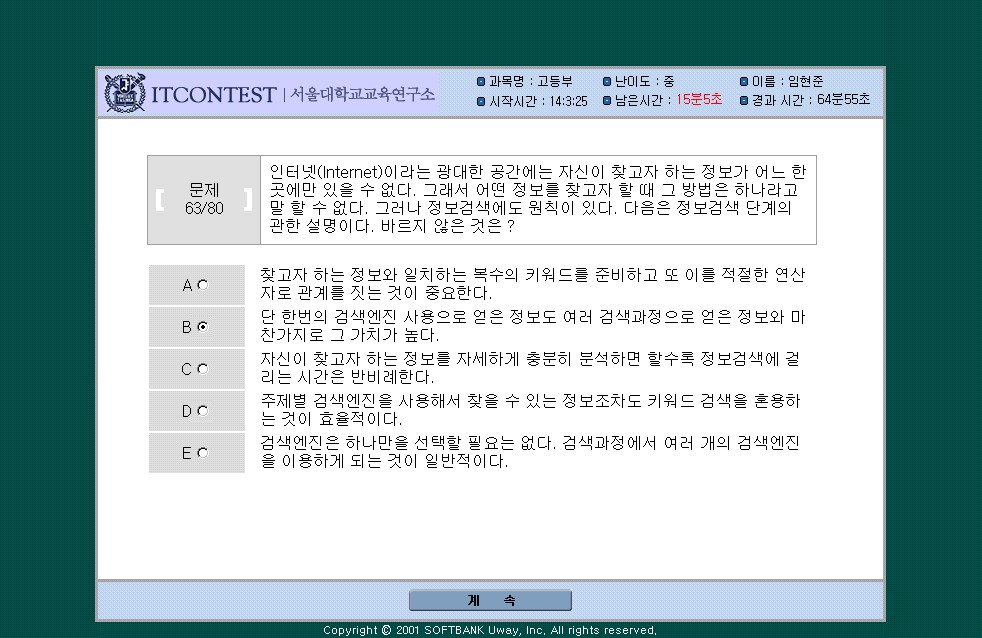 ITCONTEST | 서울대학교교육연구소
과목명 : 고등부 난이도 : 중 이름 : 임현준
시작시간 : 14:3:25 남은시간 : 15분5초 경과 시간 : 64분55초
문제
63/80
인터넷(Internet)이라는 광대한 공간에는 자신이 찾고자 하는 정보가 어느 한
곳에만 있을 수 없다. 그래서 어떤 정보를 찾고자 할 때 그 방법은 하나라고
말 할 수 없다. 그러나 정보검색에도 원칙이 있다. 다음은 정보검색 단계의
관한 설명이다. 바르지 않은 것은 ?
A 찾고자 하는 정보와 일치하는 복수의 키워드를 준비하고 또 이를 적절한 연산
자로 관계를 짓는 것이 중요한다.
B 단 한번의 검색엔진 사용으로 얻은 정보도 여러 검색과정으로 얻은 정보와 마
찬가지로 그 가치가 높다.
C 자신이 찾고자 하는 정보를 자세하게 충분히 분석하면 할수록 정보검색에 걸
리는 시간은 반비례한다.
D 주제별 검색엔진을 사용해서 찾을 수 있는 정보조차도 키워드 검색을 혼용하
는 것이 효율적이다.
E 검색엔진은 하나만을 선택할 필요는 없다. 검색과정에서 여러 개의 검색엔진
을 이용하게 되는 것이 일반적이다.
계 속
Copyright © 2001 SOFTBANK Uway, Inc. All rights reserved.